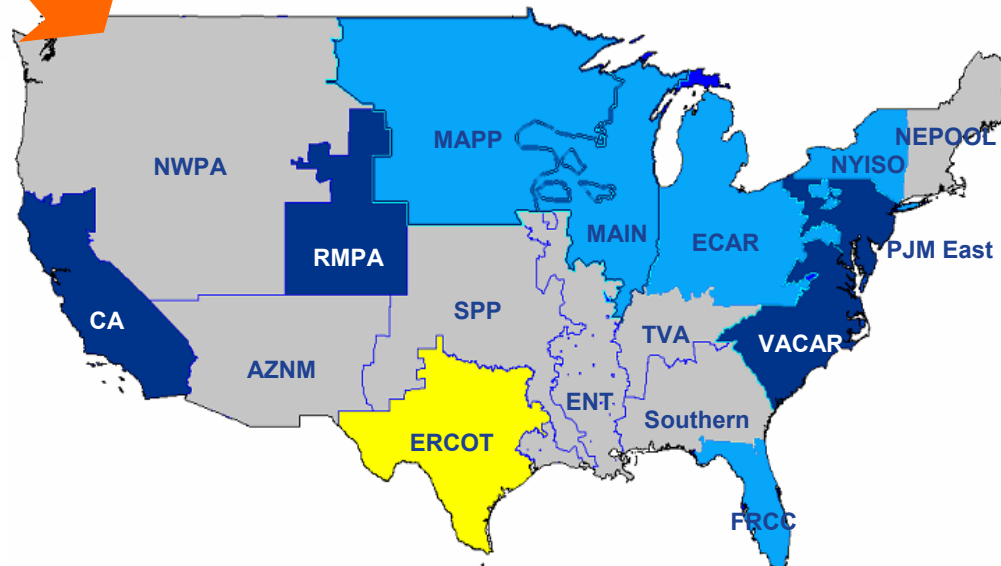 MAPP
NEPOOL
NWPA
NYISO
MAIN
ECAR
RMPA
PJM East
SPP
CA
TVA
VACAR
AZNM
ENT
Southern
ERCOT
FRCC